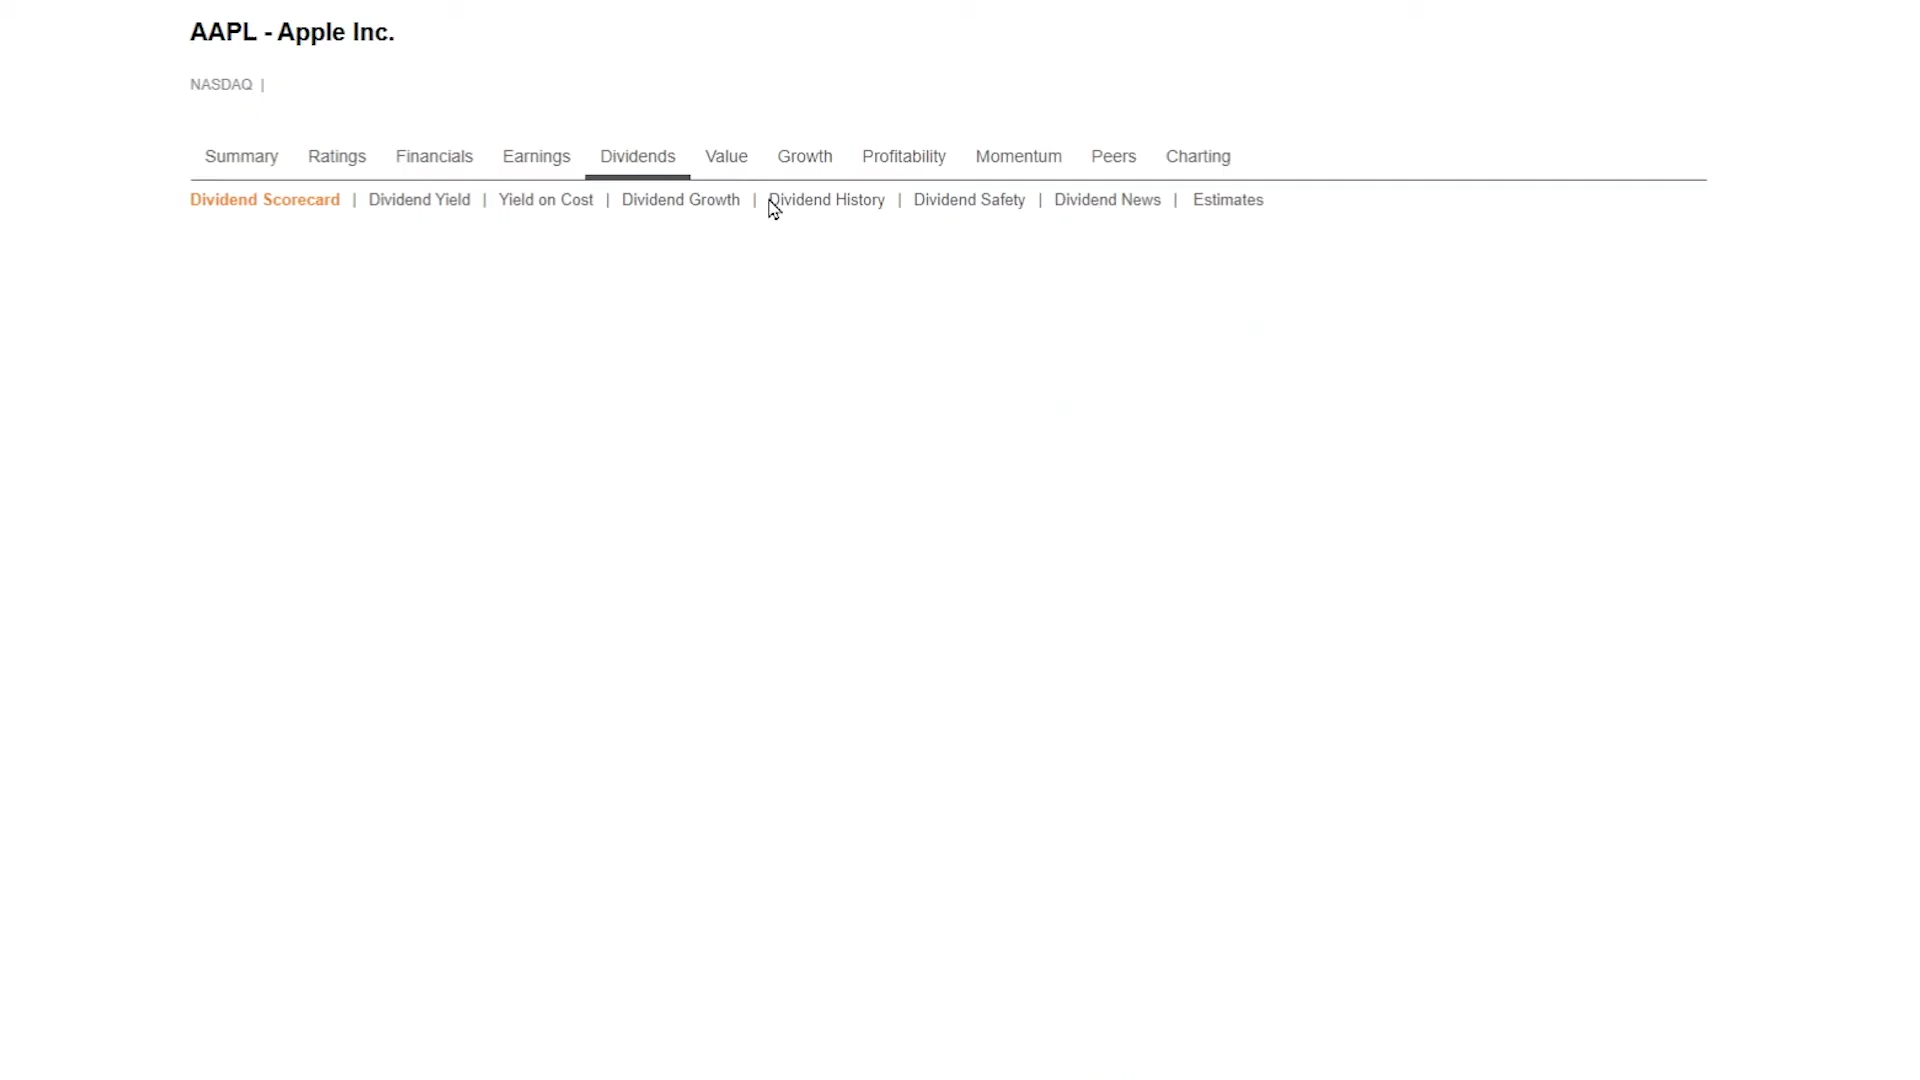 AAPL - Apple Inc.
NASDAQ |
Summary Ratings Financials Earnings Dividends Value Growth Profitability Momentum Peers Charting
Dividend Scorecard | Dividend Yield | Yield on Cost | Dividend Growth | Dividend History | Dividend Safety | Dividend News | Estimates